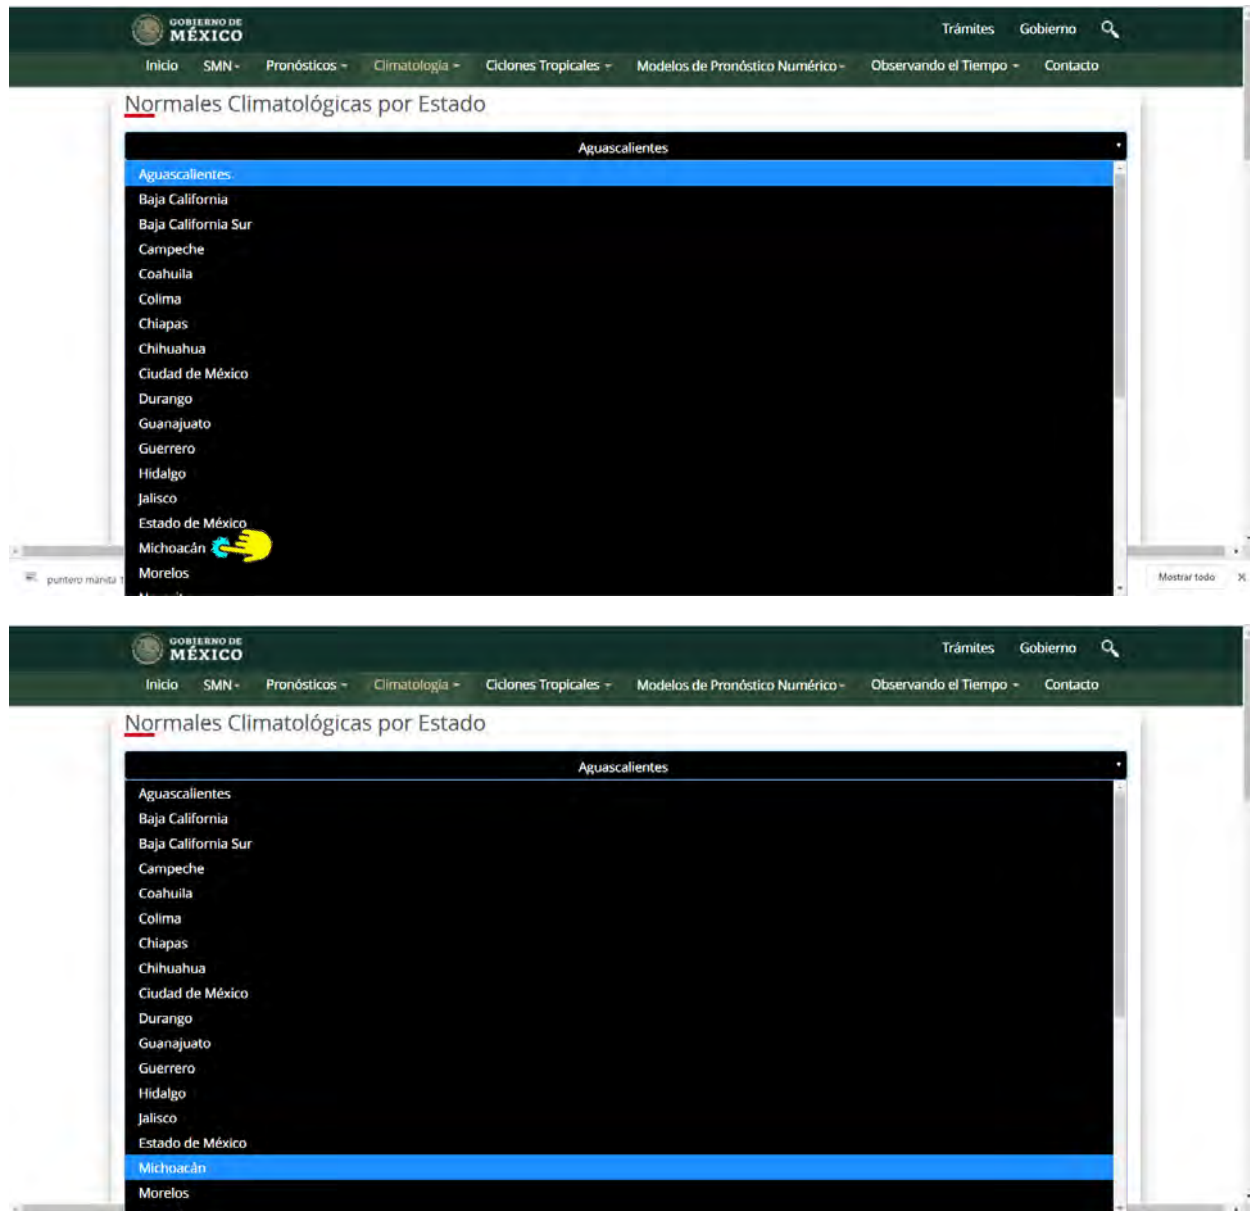 GOBIERNO DE
MÉXICO
Trámites Gobierno
Inicio SMN Pronósticos Climatología Ciclones Tropicales Modelos de Pronóstico Numérico Observando el Tiempo Contacto
Normales Climatológicas por Estado
Aguascalientes
Aguascalientes
Baja California
Baja California Sur
Campeche
Coahuila
Colima
Chiapas
Chihuahua
Ciudad de México
Durango
Guanajuato
Guerrero
Hidalgo
Jalisco
Estado de México
Michoacán
Morelos
puntero manita 1
Mostrar todo
GOBIERNO DE
MÉXICO
Trámites Gobierno
Inicio SMN Pronósticos Climatología Ciclones Tropicales Modelos de Pronóstico Numérico Observando el Tiempo Contacto
Normales Climatológicas por Estado
Aguascalientes
Aguascalientes
Baja California
Baja California Sur
Campeche
Coahuila
Colima
Chiapas
Chihuahua
Ciudad de México
Durango
Guanajuato
Guerrero
Hidalgo
Jalisco
Estado de México
Michoacán
Morelos